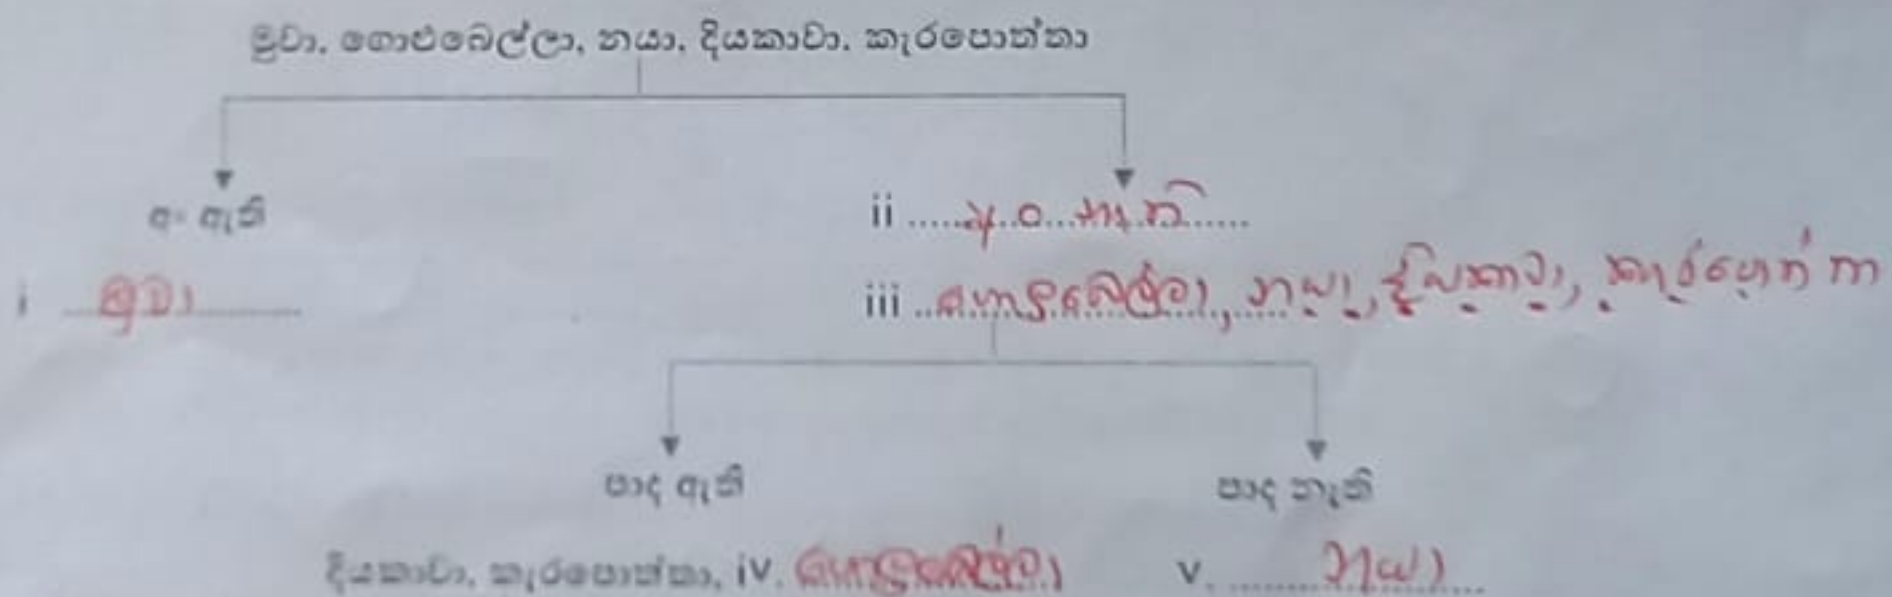 මුවා, ගොළුබෙල්ලා, නයා, දියකාවා, කැරපොත්තා
අං ඇති
ii ......අං නැති......
i ..මුවා..........
iii ..ගොළුබෙල්ලා, නයා, දියකාවා, කැරපොත්තා
පාද ඇති
පාද නැති
දියකාවා, කැරපොත්තා, iv. ගොළුබෙල්ලා
v. ........නයා........